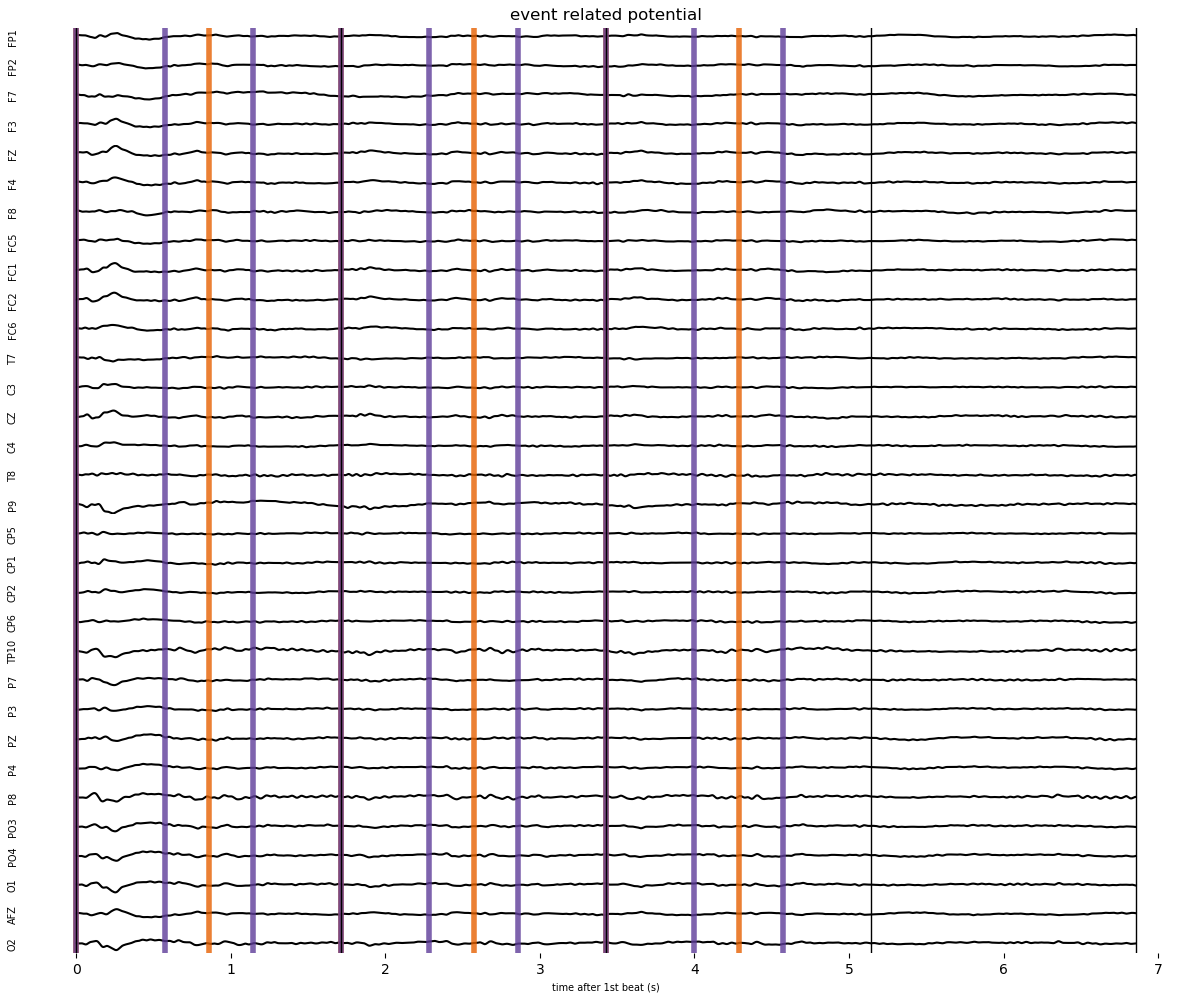 event related potential
FP1
FP2
F7
F3
FZ
F4
F8
FC5
FC1
FC2
FC6
T7
C3
CZ
C4
T8
P9
CP5
CP1
CP2
CP6
TP10
P7
P3
PZ
P4
P8
PO3
PO4
O1
AFZ
O2
0 1 2 3 4 5 6 7
time after 1st beat (s)